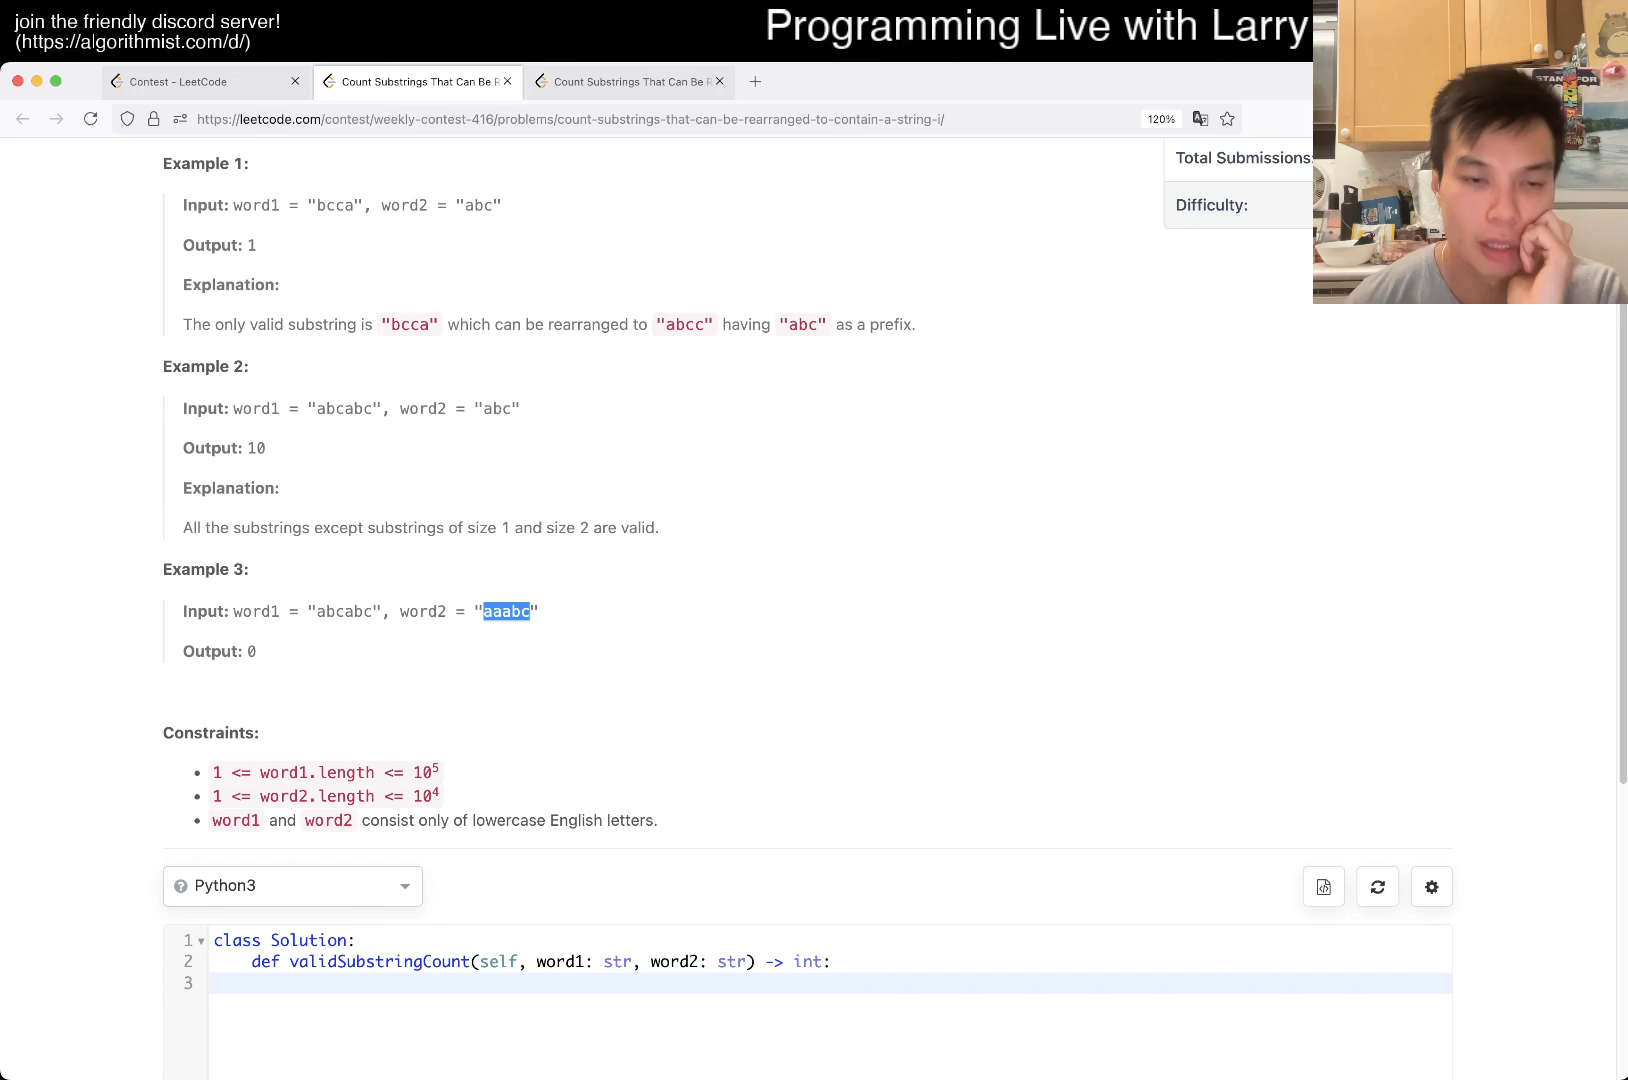 join the friendly discord server!
(https://algorithmist.com/d/)
Programming Live with Larry
Contest - LeetCode
Count Substrings That Can Be R
Count Substrings That Can Be R
https://leetcode.com/contest/weekly-contest-416/problems/count-substrings-that-can-be-rearranged-to-contain-a-string-i/
120%
Total Submissions:
Difficulty:
Example 1:
Input: word1 = "bcca", word2 = "abc"
Output: 1
Explanation:
The only valid substring is "bcca" which can be rearranged to "abcc" having "abc" as a prefix.
Example 2:
Input: word1 = "abcabc", word2 = "abc"
Output: 10
Explanation:
All the substrings except substrings of size 1 and size 2 are valid.
Example 3:
Input: word1 = "abcabc", word2 = "aaabc"
Output: 0
Constraints:
1 <= word1.length <= 10⁵
1 <= word2.length <= 10⁴
word1 and word2 consist only of lowercase English letters.
Python3
1 class Solution:
2 def validSubstringCount(self, word1: str, word2: str) -> int:
3